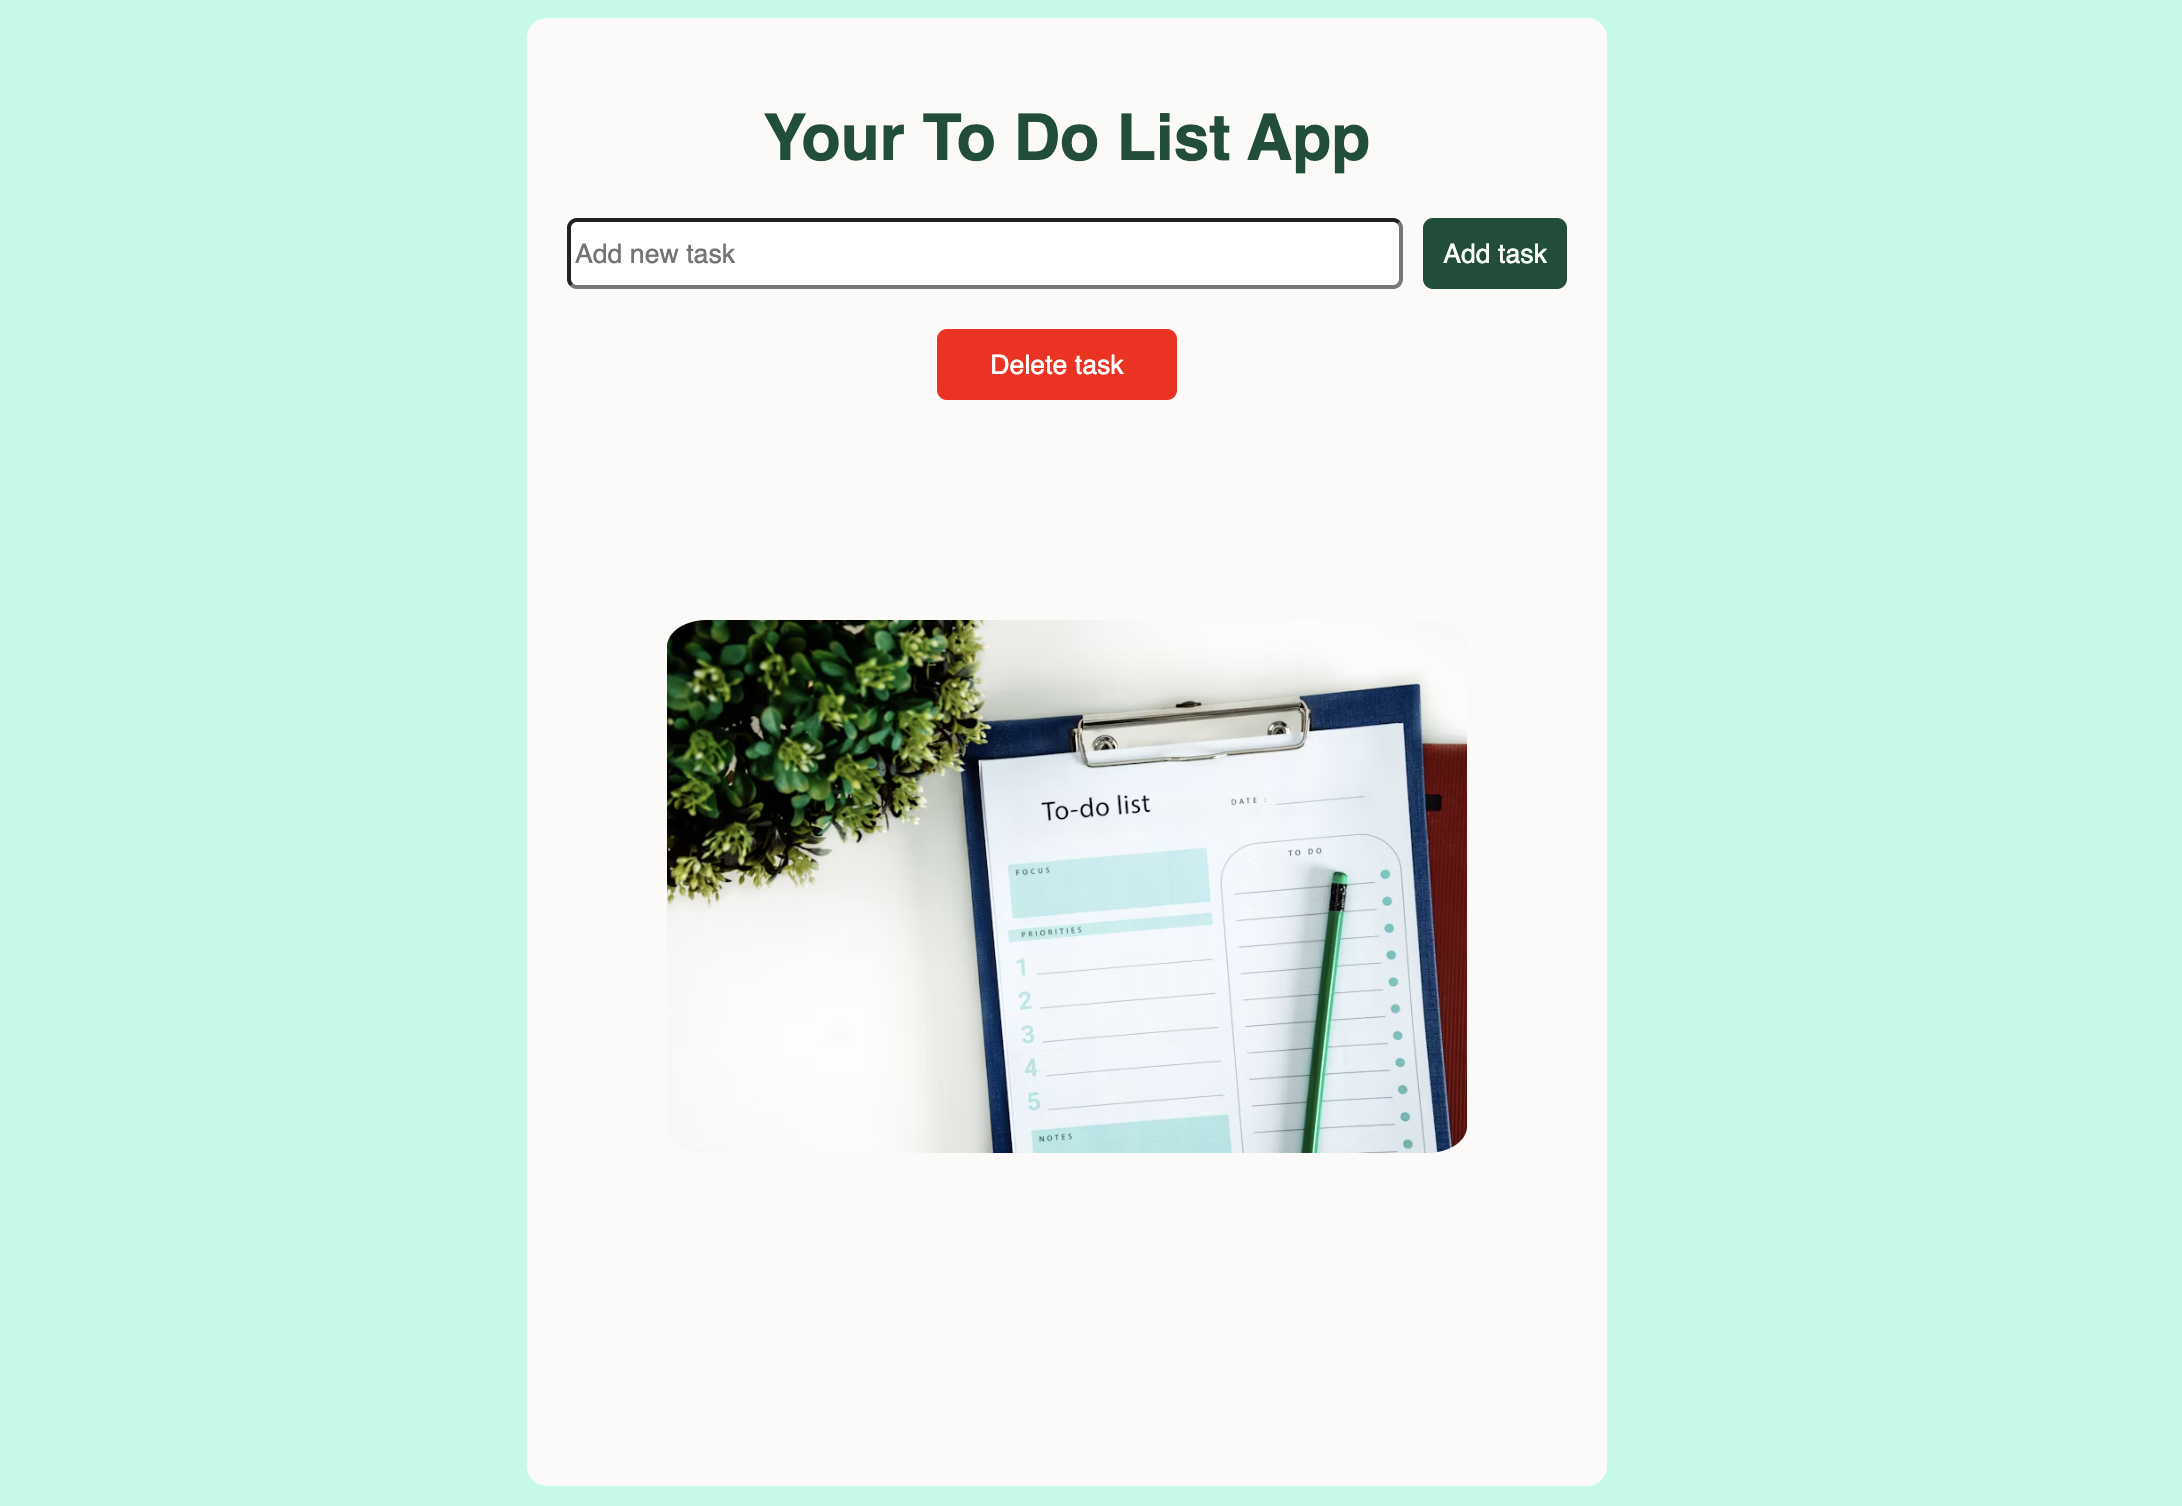 Your To Do List App
Add new task
Add task
Delete task
To-do list
DATE :
FOCUS
TO DO
PRIORITIES
1
2
3
4
5
NOTES